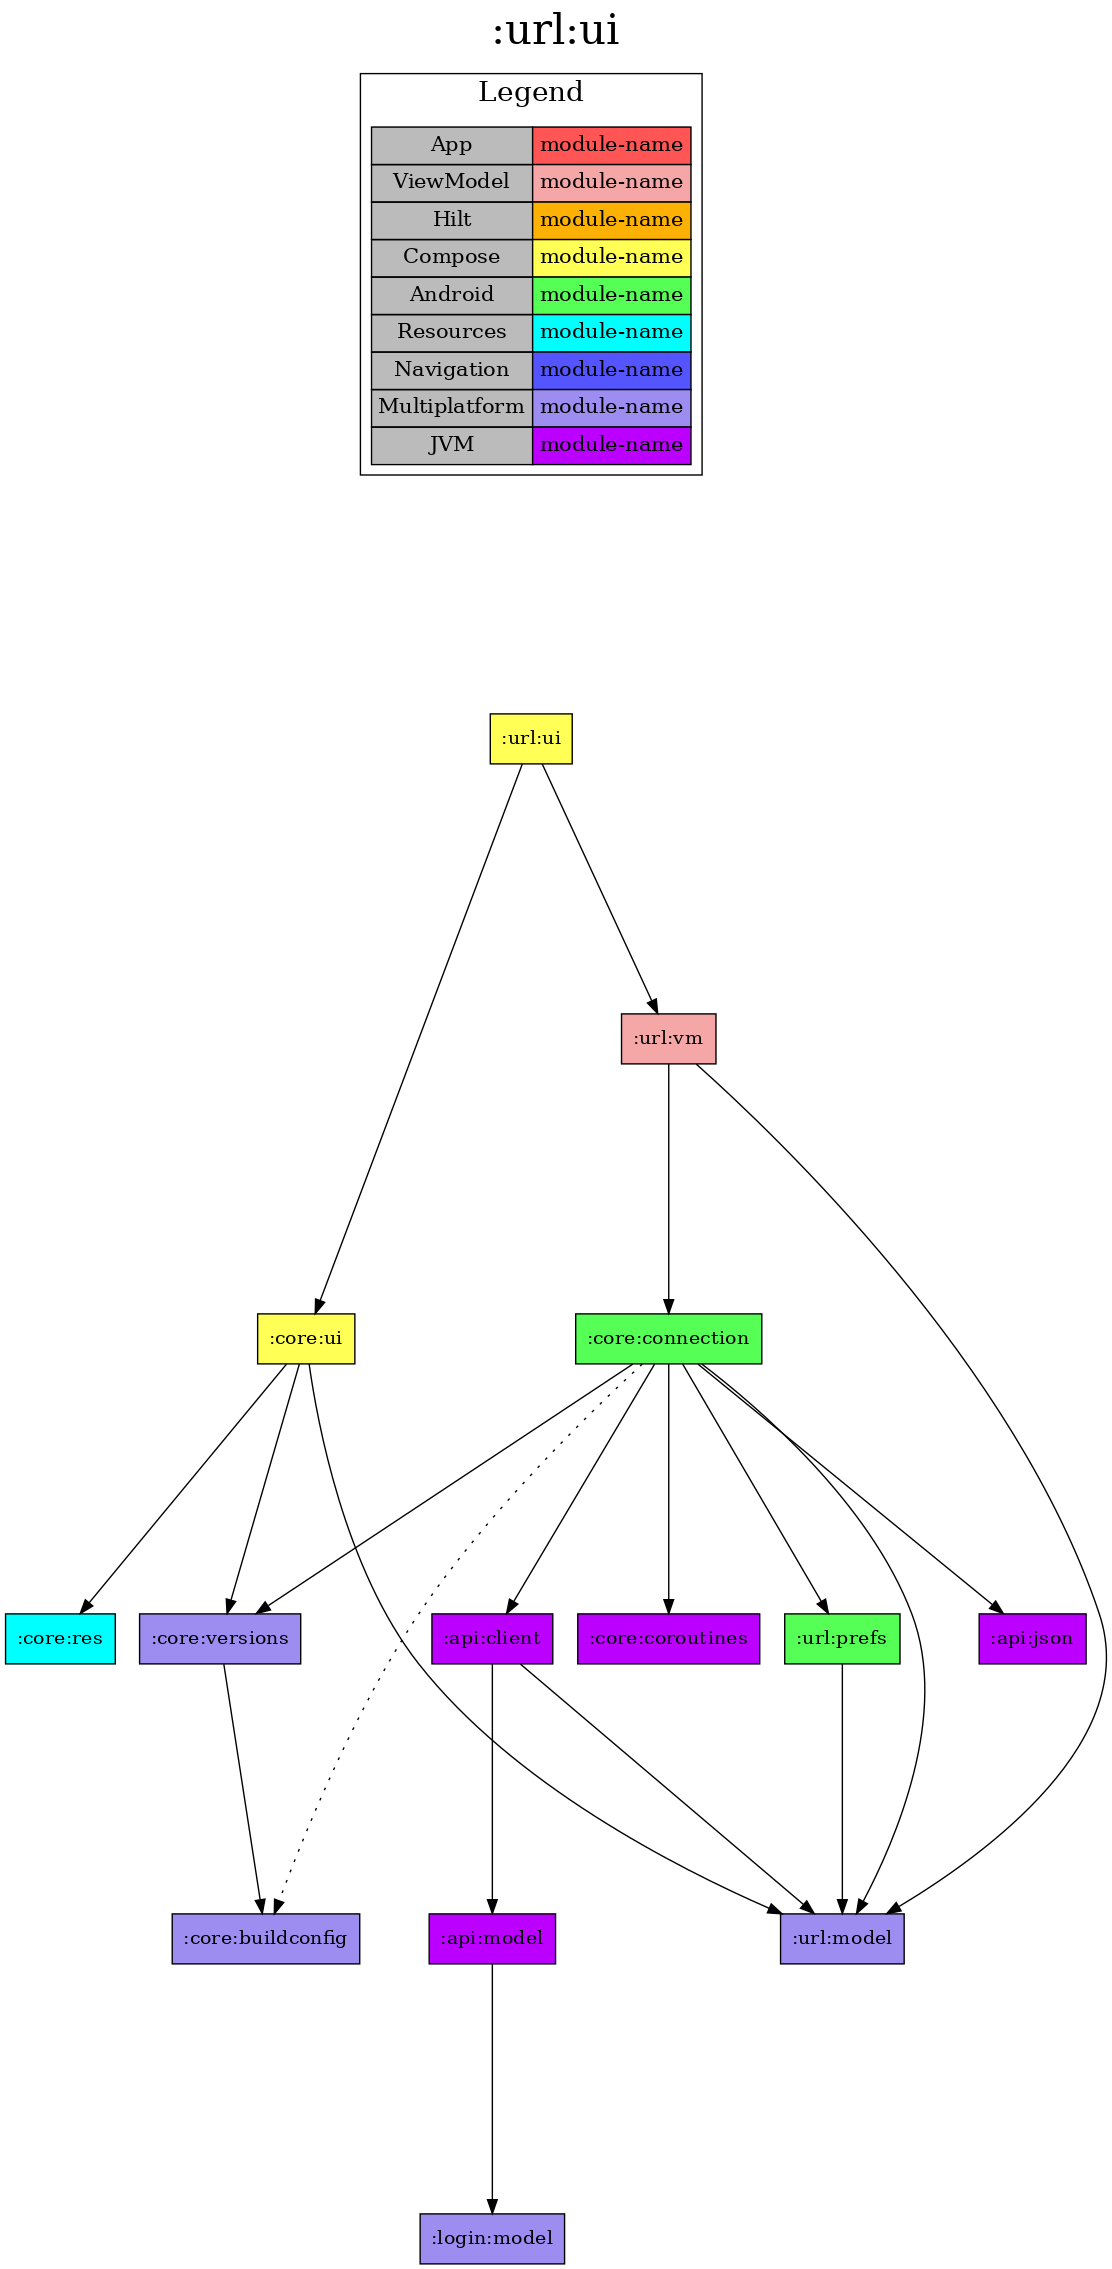 :url:ui
Legend
App module-name
ViewModel module-name
Hilt module-name
Compose module-name
Android module-name
Resources module-name
Navigation module-name
Multiplatform module-name
JVM module-name
:url:ui
:url:vm
:core:ui :core:connection
:core:res :core:versions :api:client :core:coroutines :url:prefs :api:json
:core:buildconfig :api:model :url:model
:login:model